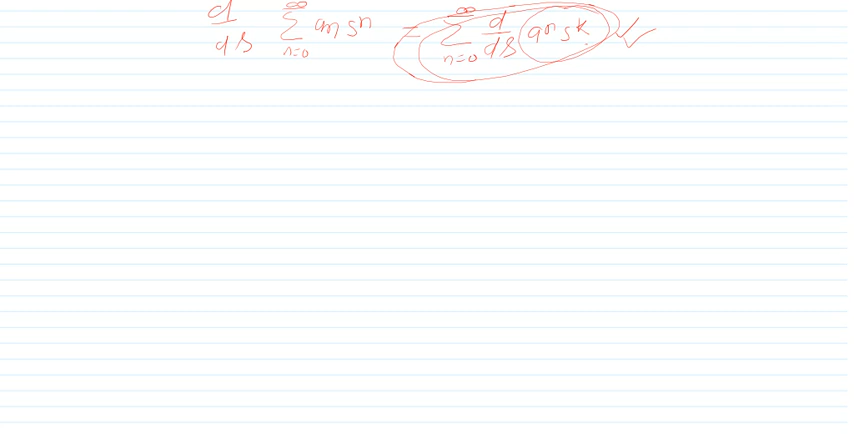 d/ds ∞∑n=0 an sn = ∞∑n=0 d/ds an sk